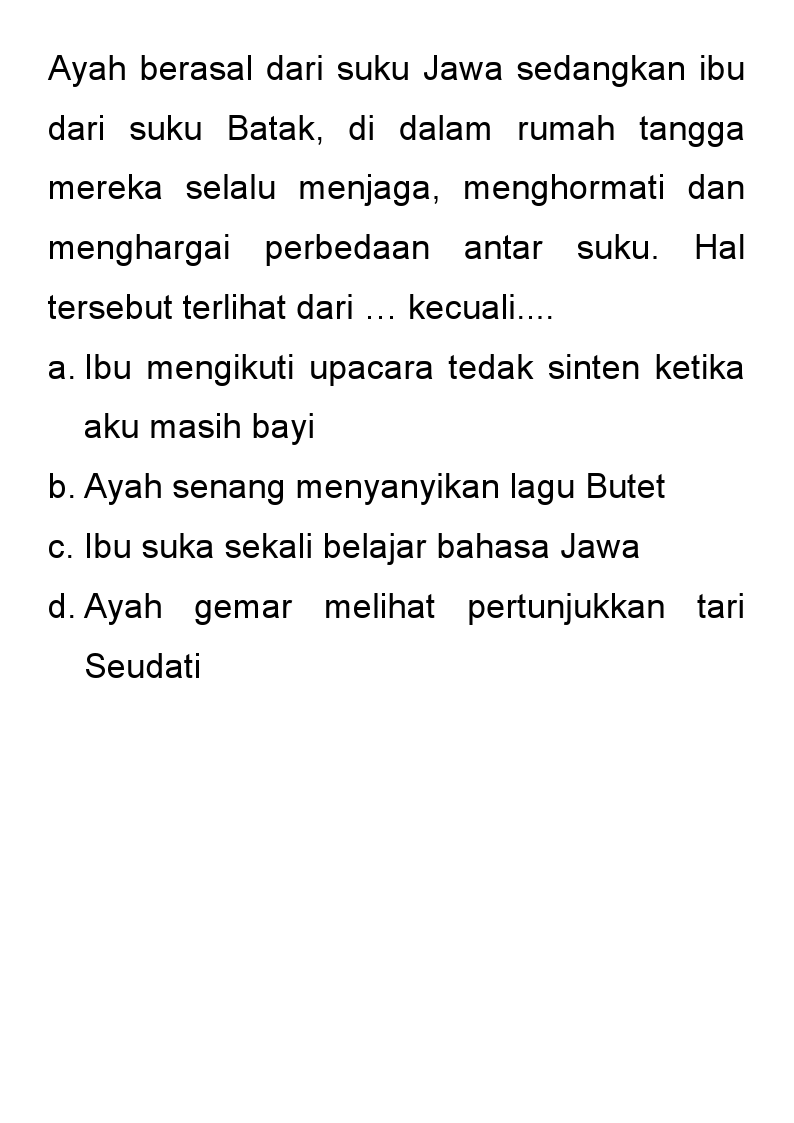 Ayah berasal dari suku Jawa sedangkan ibu
dari suku Batak, di dalam rumah tangga
mereka selalu menjaga, menghormati dan
menghargai perbedaan antar suku. Hal
tersebut terlihat dari … kecuali....
a. Ibu mengikuti upacara tedak sinten ketika
aku masih bayi
b. Ayah senang menyanyikan lagu Butet
c. Ibu suka sekali belajar bahasa Jawa
d. Ayah gemar melihat pertunjukkan tari
Seudati